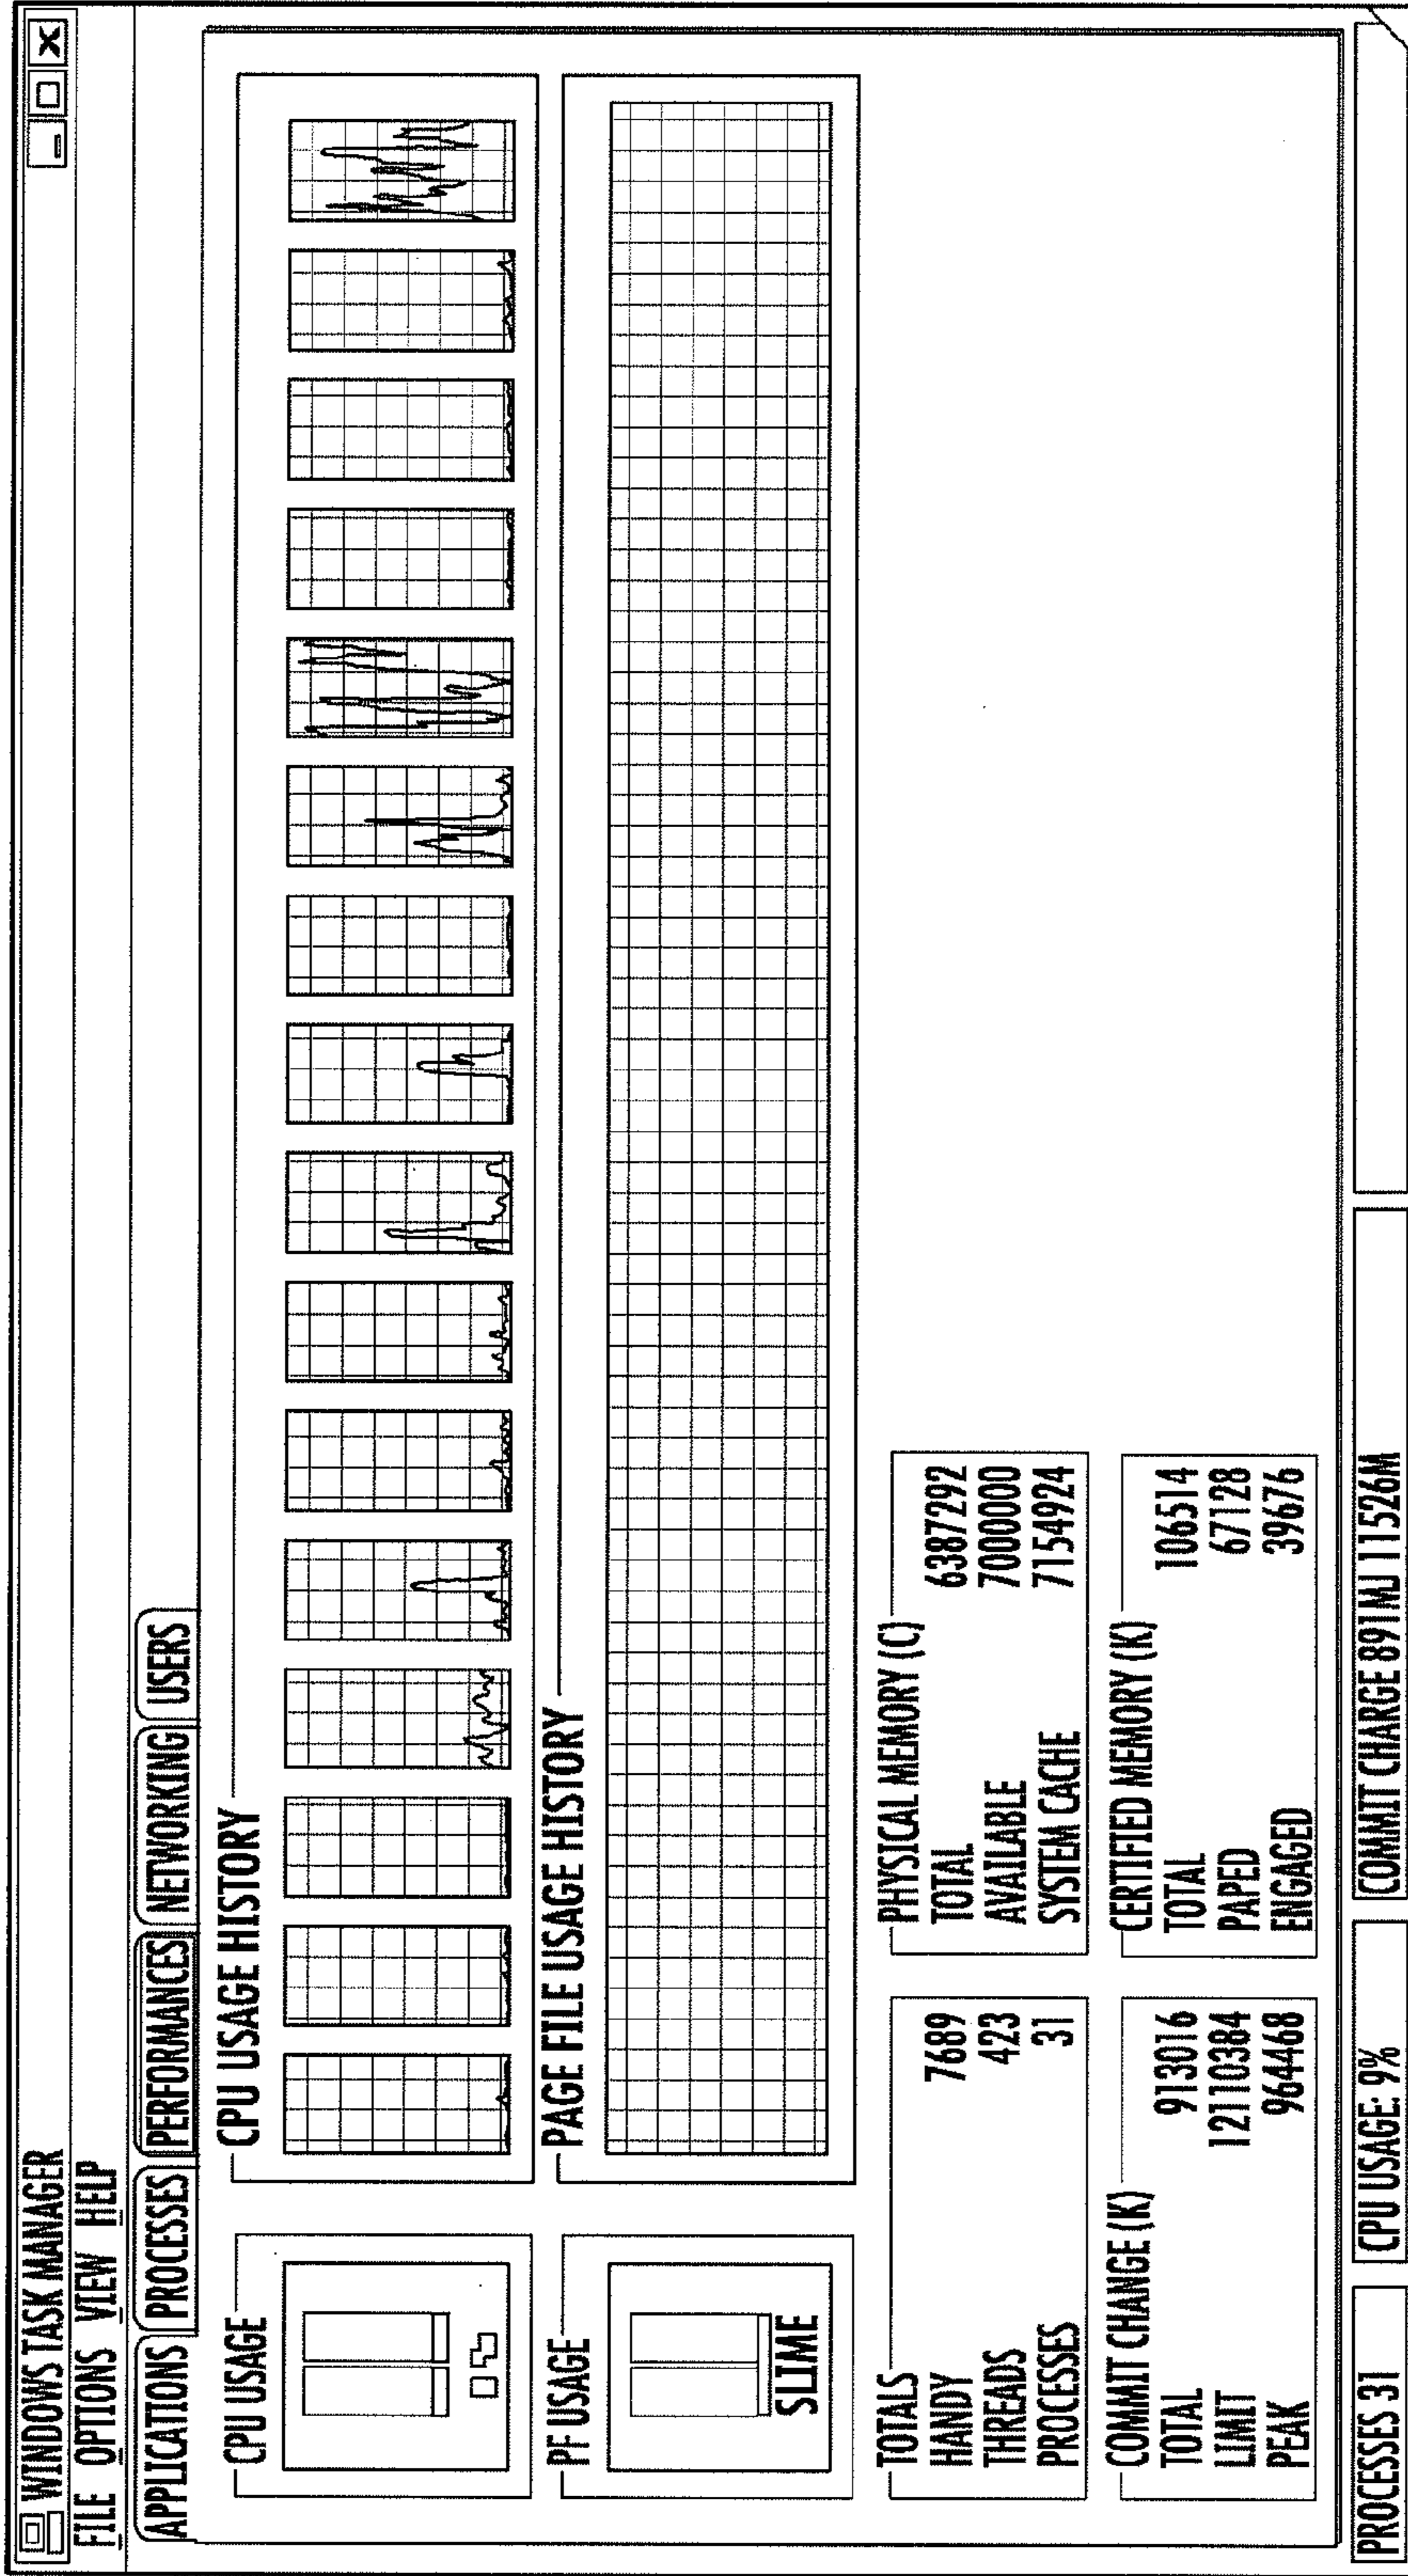 WINDOWS TASK MANAGER
FILE OPTIONS VIEW HELP
APPLICATIONS PROCESSES PERFORMANCES NETWORKING USERS
CPU USAGE
CPU USAGE HISTORY
PF USAGE
SLIME
PAGE FILE USAGE HISTORY
TOTALS
HANDY 7689
THREADS 423
PROCESSES 31
PHYSICAL MEMORY (C)
TOTAL 6387292
AVAILABLE 7000000
SYSTEM CACHE 7154924
COMMIT CHANGE (K)
TOTAL 913016
LIMIT 12110384
PEAK 964468
CERTIFIED MEMORY (K)
TOTAL 106514
PAPED 67128
ENGAGED 39676
PROCESSES 31 CPU USAGE: 9% COMMIT CHARGE 891MJ 11526M